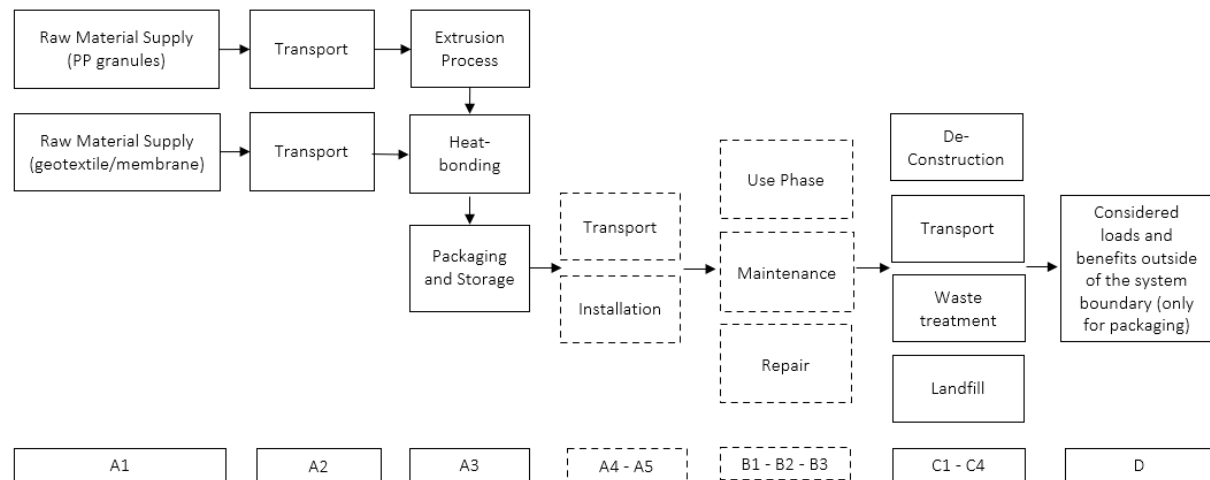 Raw Material Supply
(PP granules)
Transport
Extrusion
Process
Raw Material Supply
(geotextile/membrane)
Transport
Heat-
bonding
Packaging
and Storage
Transport
Installation
Use Phase
Maintenance
Repair
De-
Construction
Transport
Waste
treatment
Landfill
Considered
loads and
benefits outside
of the system
boundary (only
for packaging)
A1
A2
A3
A4 - A5
B1 - B2 - B3
C1 - C4
D